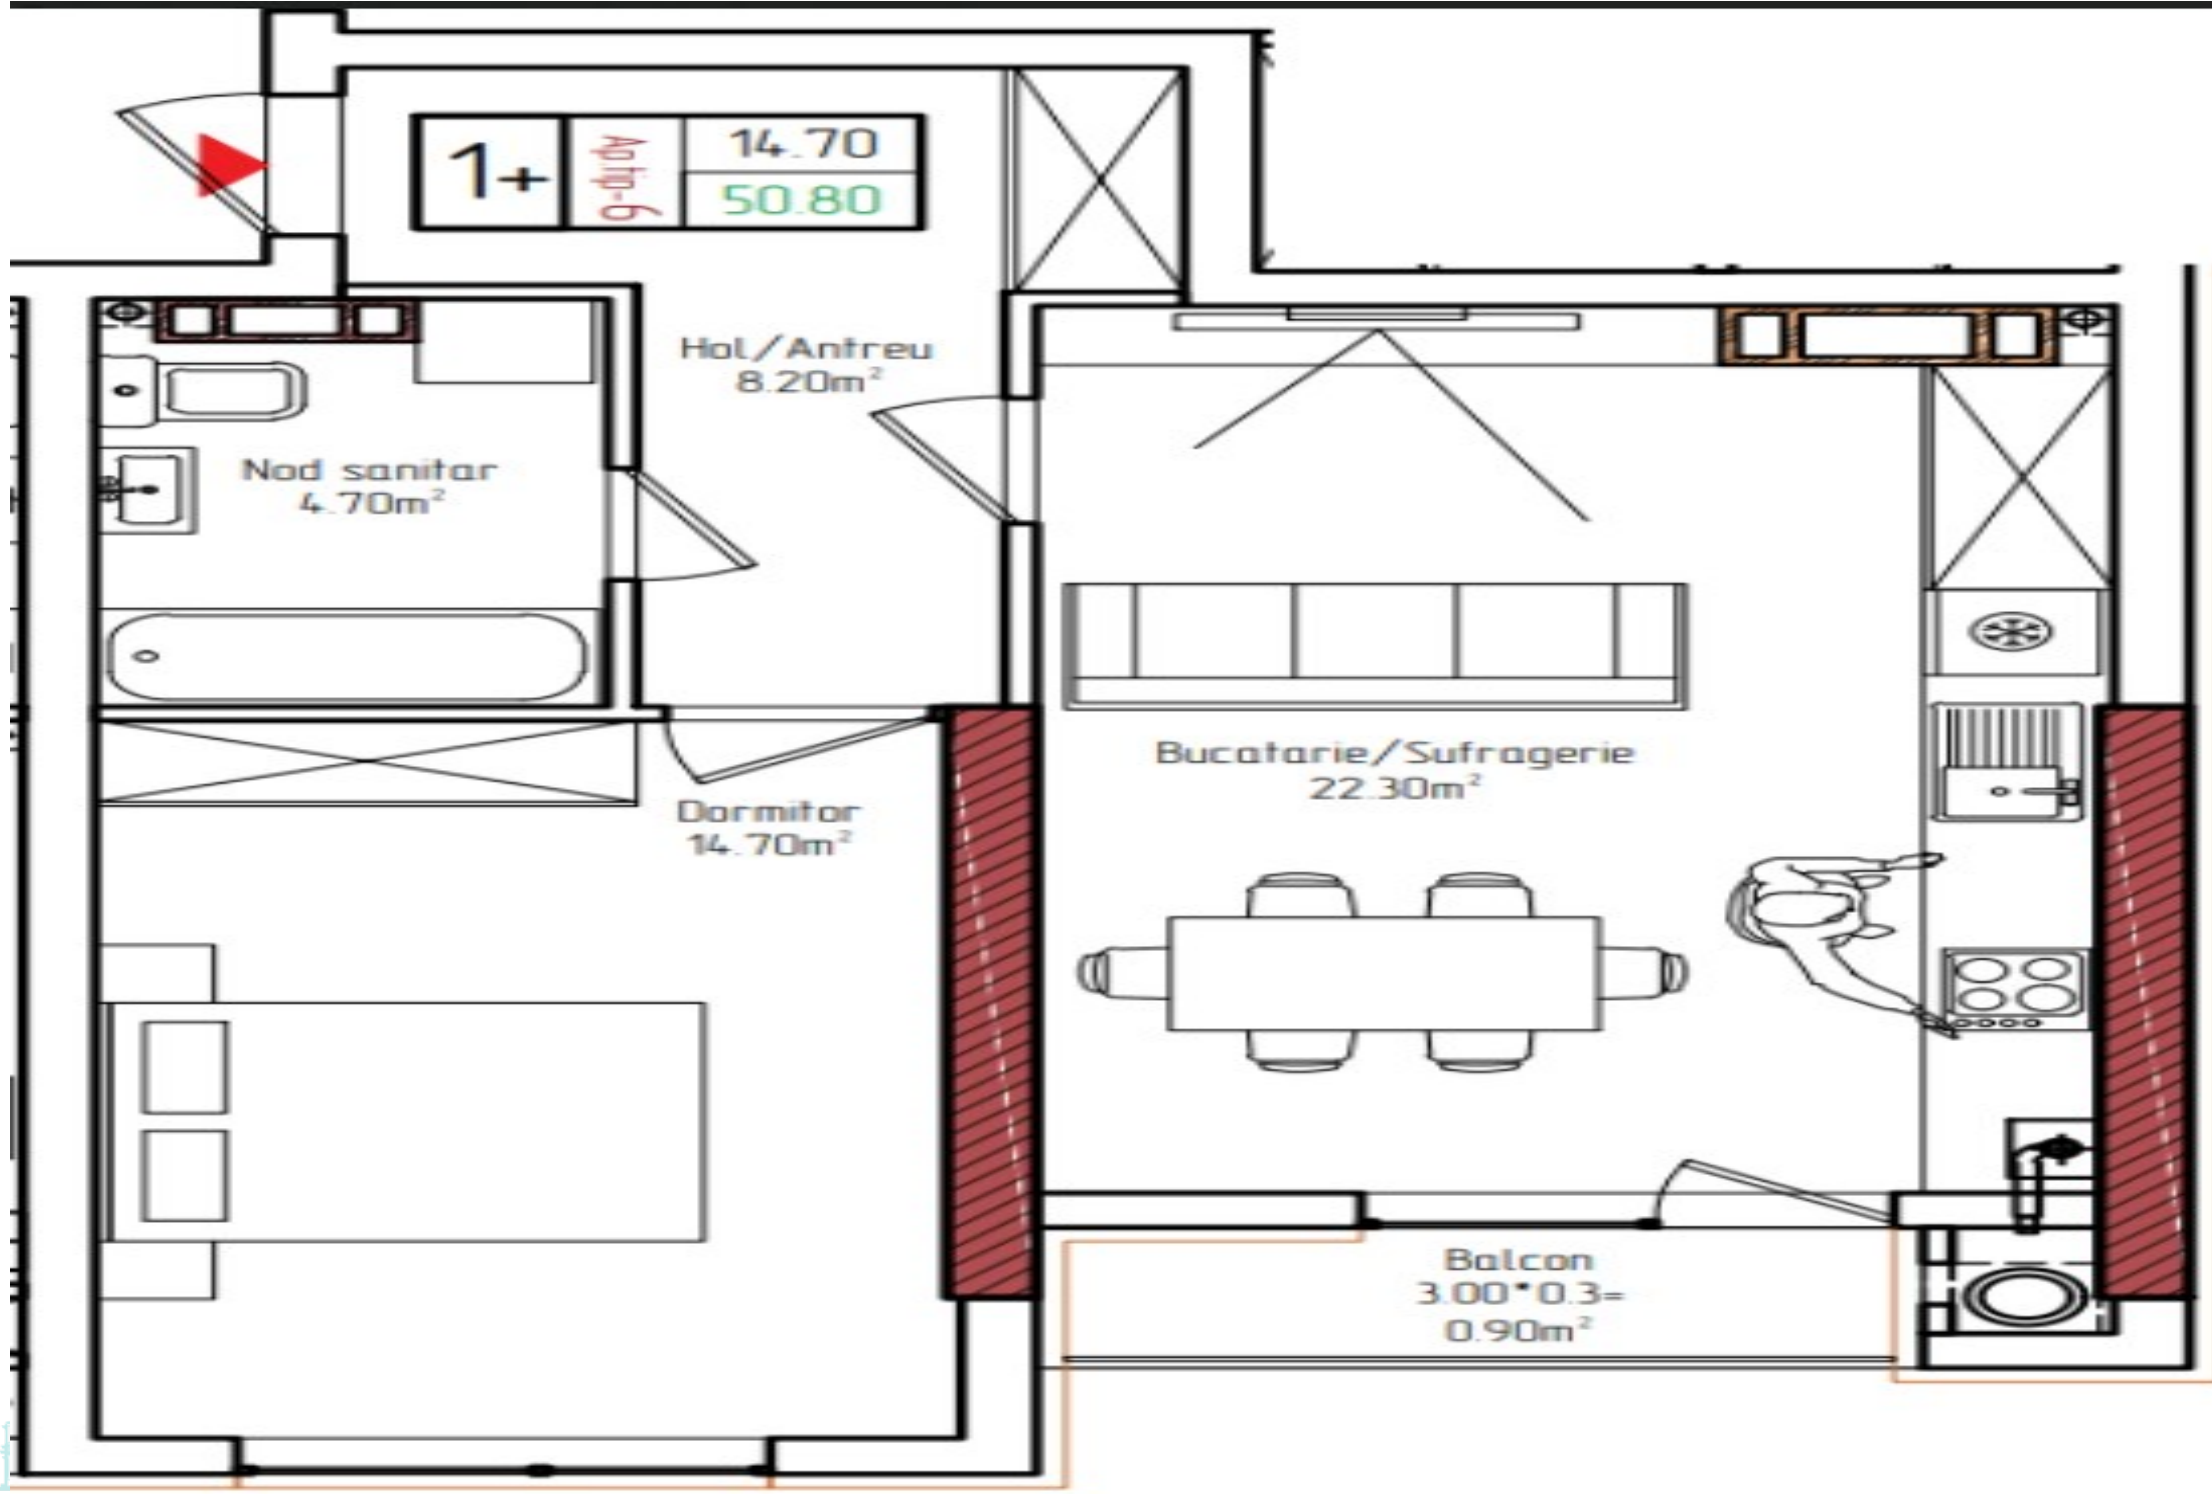 1+
Ap.tip-6
14.70
50.80
Hol/Antreu
8.20m²
Nod sanitar
4.70m²
Bucatarie/Sufragerie
22.30m²
Dormitor
14.70m²
Balcon
3.00*0.3=
0.90m²